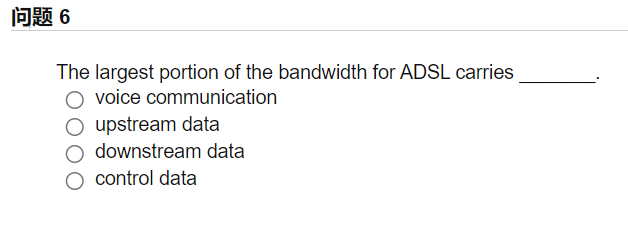 问题 6
The largest portion of the bandwidth for ADSL carries ________.
voice communication
upstream data
downstream data
control data